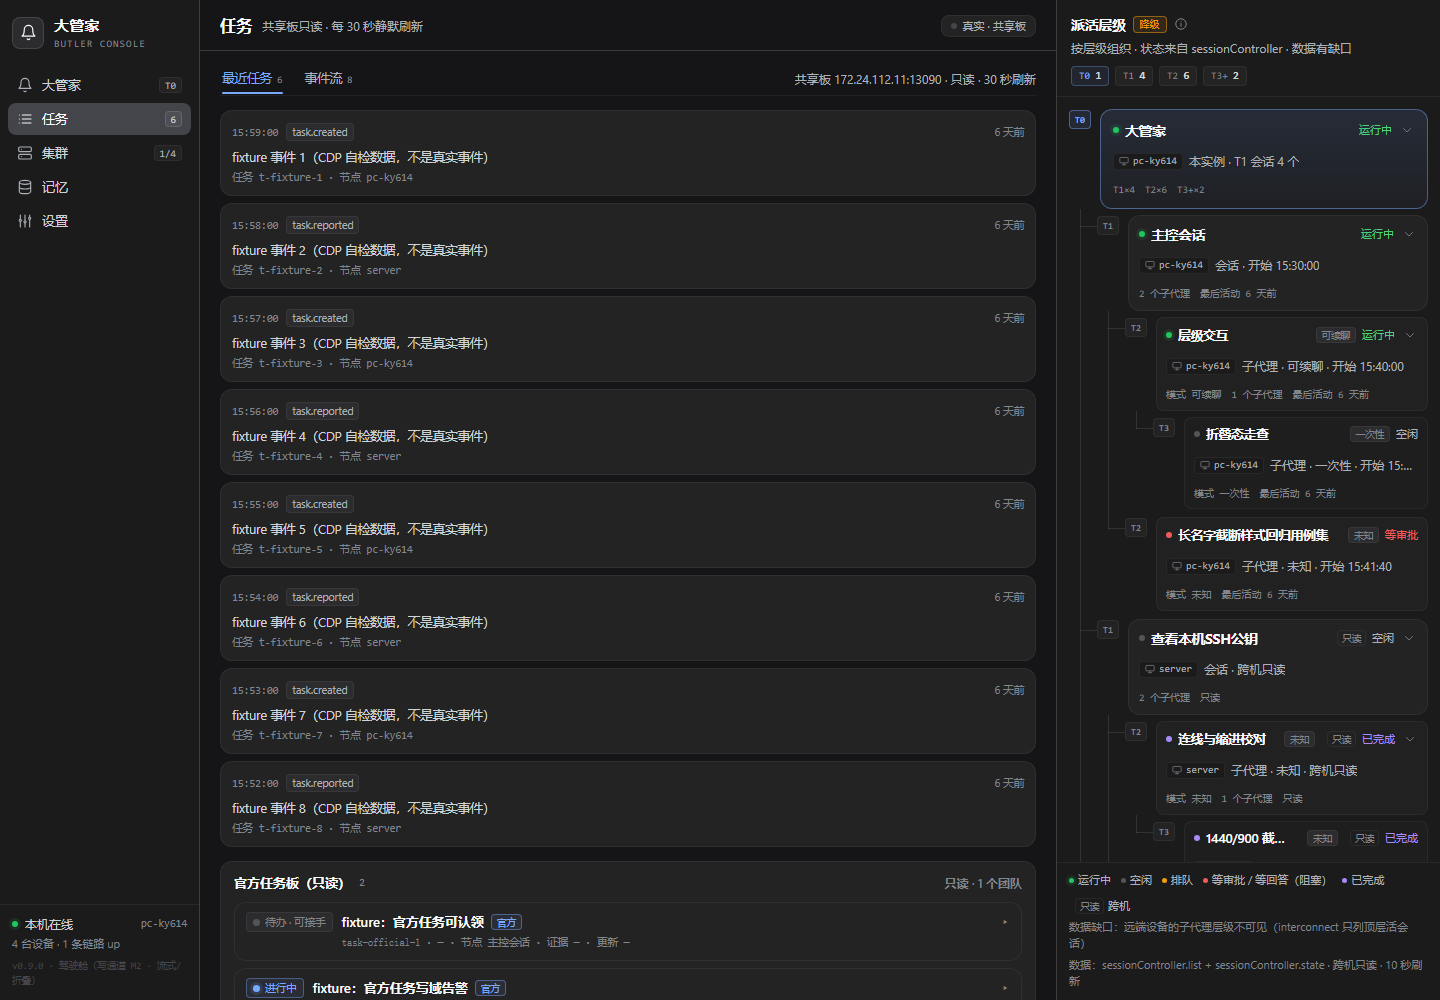 大管家
BUTLER CONSOLE
大管家 T0
任务 6
集群 1/4
记忆
设置
本机在线 pc-ky614
4 台设备 · 1 条链路 up
v0.9.0 · 驾驶舱（写通道 M2 · 流式/
折叠）
任务 共享板只读 · 每 30 秒静默刷新
真实 · 共享板
最近任务 6 事件流 8
共享板 172.24.112.11:13090 · 只读 · 30 秒刷新
15:59:00 task.created 6 天前
fixture 事件 1（CDP 自检数据，不是真实事件）
任务 t-fixture-1 · 节点 pc-ky614
15:58:00 task.reported 6 天前
fixture 事件 2（CDP 自检数据，不是真实事件）
任务 t-fixture-2 · 节点 server
15:57:00 task.created 6 天前
fixture 事件 3（CDP 自检数据，不是真实事件）
任务 t-fixture-3 · 节点 pc-ky614
15:56:00 task.reported 6 天前
fixture 事件 4（CDP 自检数据，不是真实事件）
任务 t-fixture-4 · 节点 server
15:55:00 task.created 6 天前
fixture 事件 5（CDP 自检数据，不是真实事件）
任务 t-fixture-5 · 节点 pc-ky614
15:54:00 task.reported 6 天前
fixture 事件 6（CDP 自检数据，不是真实事件）
任务 t-fixture-6 · 节点 server
15:53:00 task.created 6 天前
fixture 事件 7（CDP 自检数据，不是真实事件）
任务 t-fixture-7 · 节点 pc-ky614
15:52:00 task.reported 6 天前
fixture 事件 8（CDP 自检数据，不是真实事件）
任务 t-fixture-8 · 节点 server
官方任务板（只读） 2 只读 · 1 个团队
待办 · 可接手 fixture：官方任务可认领 官方
task-official-1 · — · 节点 主控会话 · 证据 — · 更新 —
进行中 fixture：官方任务写域告警 官方
派活层级 降级
按层级组织 · 状态来自 sessionController · 数据有缺口
T0 1 T1 4 T2 6 T3+ 2
T0 大管家 运行中
pc-ky614 本实例 · T1 会话 4 个
T1×4 T2×6 T3+×2
T1 主控会话 运行中
pc-ky614 会话 · 开始 15:30:00
2 个子代理 最后活动 6 天前
T2 层级交互 可续聊 运行中
pc-ky614 子代理 · 可续聊 · 开始 15:40:00
模式 可续聊 1 个子代理 最后活动 6 天前
T3 折叠态走查 一次性 空闲
pc-ky614 子代理 · 一次性 · 开始 15:...
模式 一次性 最后活动 6 天前
T2 长名字截断样式回归用例集 未知 等审批
pc-ky614 子代理 · 未知 · 开始 15:41:40
模式 未知 最后活动 6 天前
T1 查看本机SSH公钥 只读 空闲
server 会话 · 跨机只读
2 个子代理 只读
T2 连线与缩进校对 未知 只读 已完成
server 子代理 · 未知 · 跨机只读
模式 未知 1 个子代理 只读
T3 1440/900 截... 未知 只读 已完成
运行中 空闲 排队 等审批 / 等回答（阻塞） 已完成
只读 跨机
数据缺口：远端设备的子代理层级不可见（interconnect 只列顶层活会
话）
数据：sessionController.list + sessionController.state · 跨机只读 · 10 秒刷
新